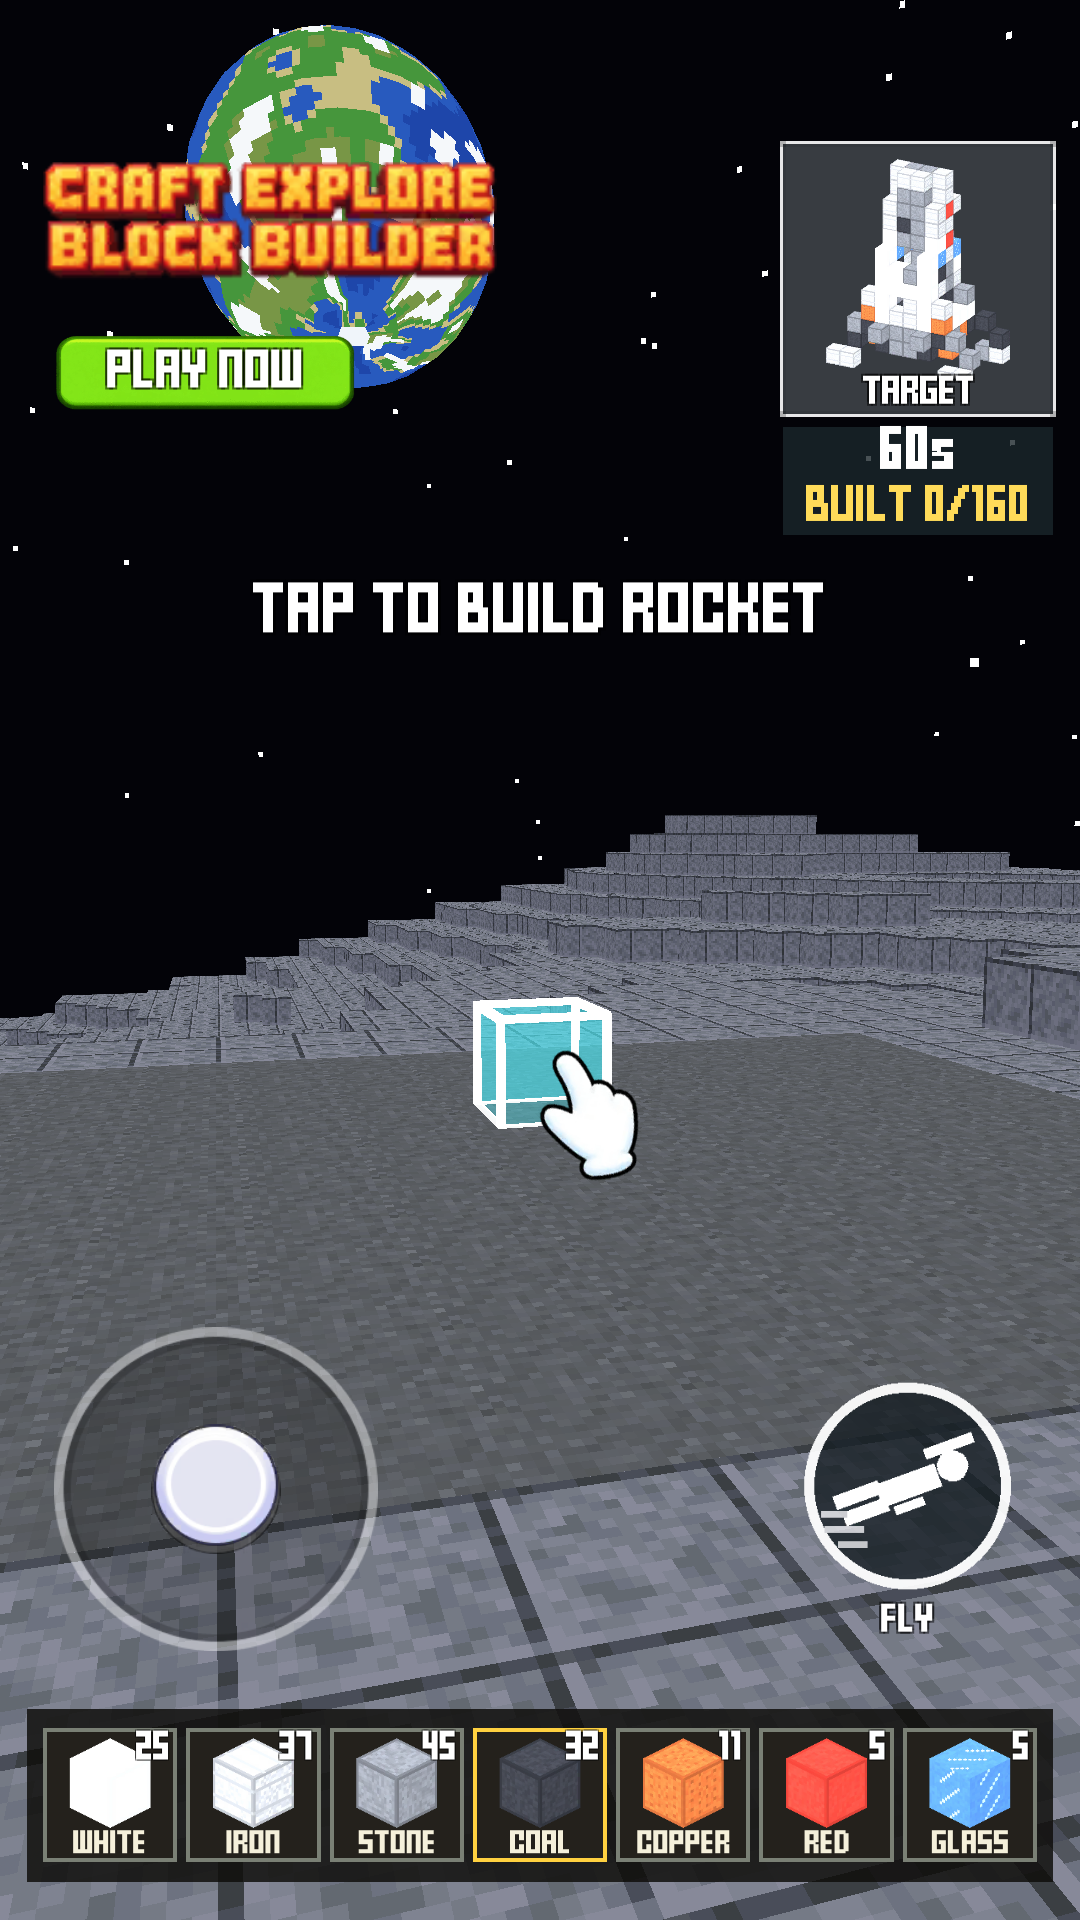 CRAFT EXPLORE
BLOCK BUILDER
PLAY NOW
TARGET
60s
BUILT 0/160
TAP TO BUILD ROCKET
FLY
25
37
45
32
11
5
5
WHITE
IRON
STONE
COAL
COPPER
RED
GLASS